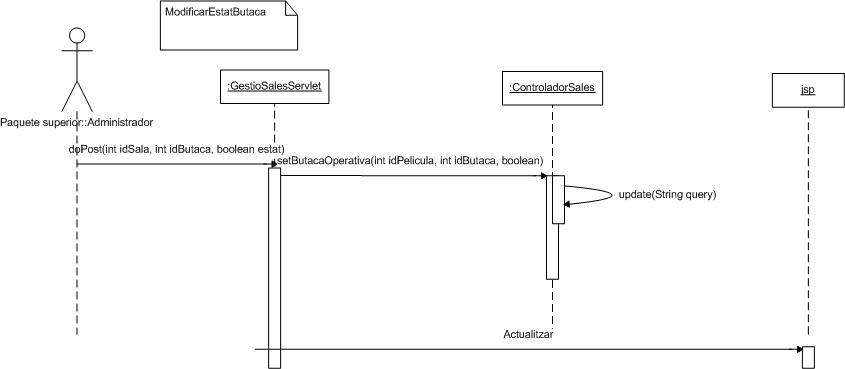 ModificarEstatButaca
:GestioSalesServlet
:ControladorSales
jsp
Paquete superior::Administrador
doPost(int idSala, int idButaca, boolean estat)
setButacaOperativa(int idPelicula, int idButaca, boolean)
update(String query)
Actualitzar